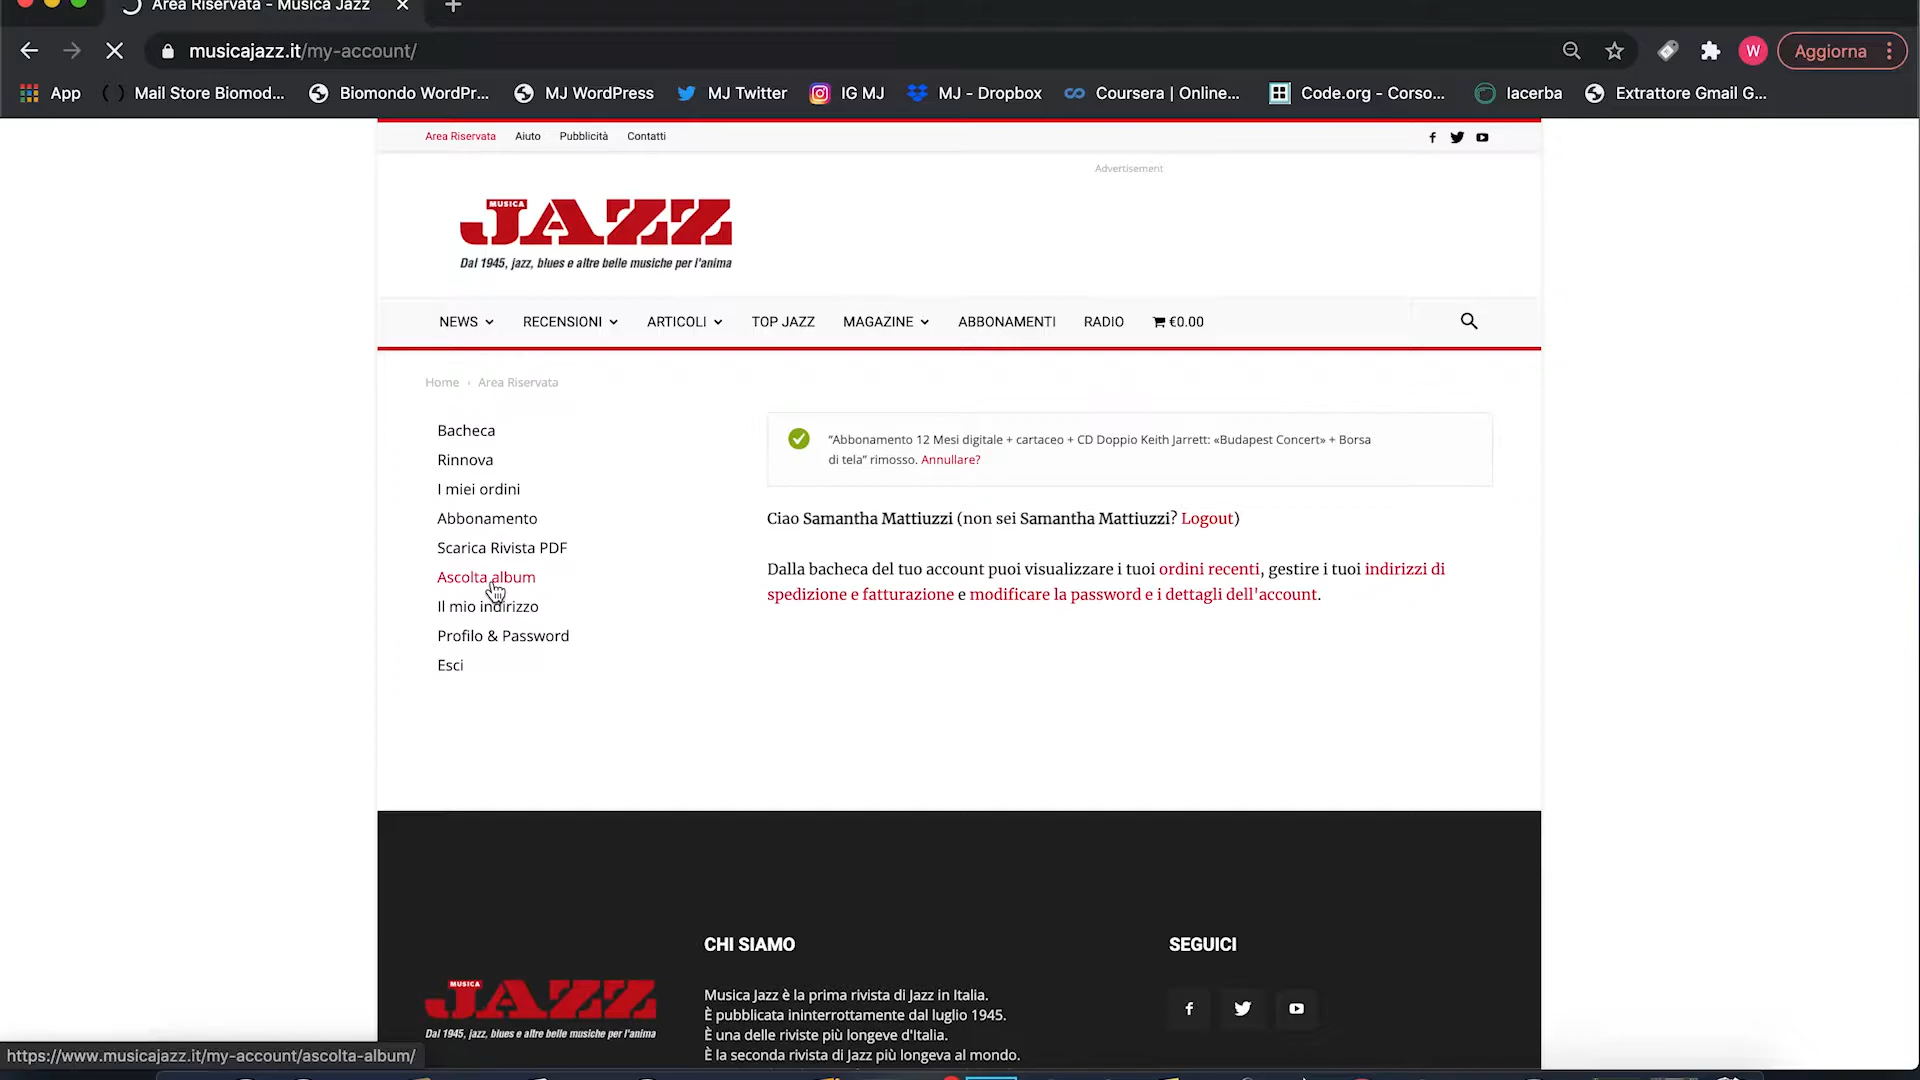 Area Riservata - Musica Jazz
musicajazz.it/my-account/
W
Aggiorna
App
Mail Store Biomod...
Biomondo WordPr...
MJ WordPress
MJ Twitter
IG MJ
MJ - Dropbox
Coursera | Online...
Code.org - Corso...
lacerba
Extrattore Gmail G...
Area Riservata
Aiuto
Pubblicità
Contatti
Advertisement
MUSICA
JAZZ
Dal 1945, jazz, blues e altre belle musiche per l'anima
NEWS
RECENSIONI
ARTICOLI
TOP JAZZ
MAGAZINE
ABBONAMENTI
RADIO
€0.00
Home › Area Riservata
Bacheca
Rinnova
I miei ordini
Abbonamento
Scarica Rivista PDF
Ascolta album
Il mio indirizzo
Profilo & Password
Esci
“Abbonamento 12 Mesi digitale + cartaceo + CD Doppio Keith Jarrett: «Budapest Concert» + Borsa
di tela” rimosso. Annullare?
Ciao Samantha Mattiuzzi (non sei Samantha Mattiuzzi? Logout)
Dalla bacheca del tuo account puoi visualizzare i tuoi ordini recenti, gestire i tuoi indirizzi di
spedizione e fatturazione e modificare la password e i dettagli dell'account.
MUSICA
JAZZ
Dal 1945, jazz, blues e altre belle musiche per l'anima
CHI SIAMO
Musica Jazz è la prima rivista di Jazz in Italia.
È pubblicata ininterrottamente dal luglio 1945.
È una delle riviste più longeve d'Italia.
È la seconda rivista di Jazz più longeva al mondo.
SEGUICI
https://www.musicajazz.it/my-account/ascolta-album/